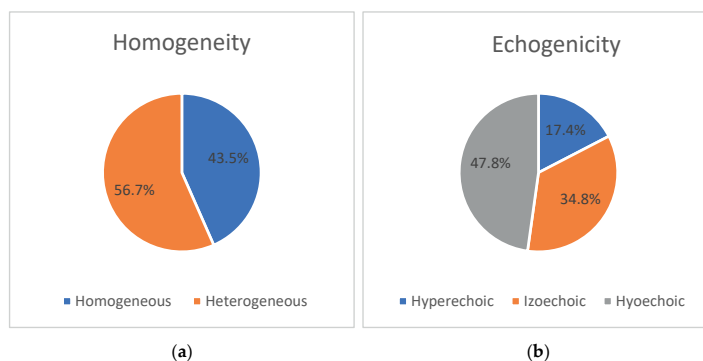 Homogeneity
43.5%
56.7%
Homogeneous Heterogeneous
(a)
Echogenicity
17.4%
47.8%
34.8%
Hyperechoic Izoechoic Hyoechoic
(b)